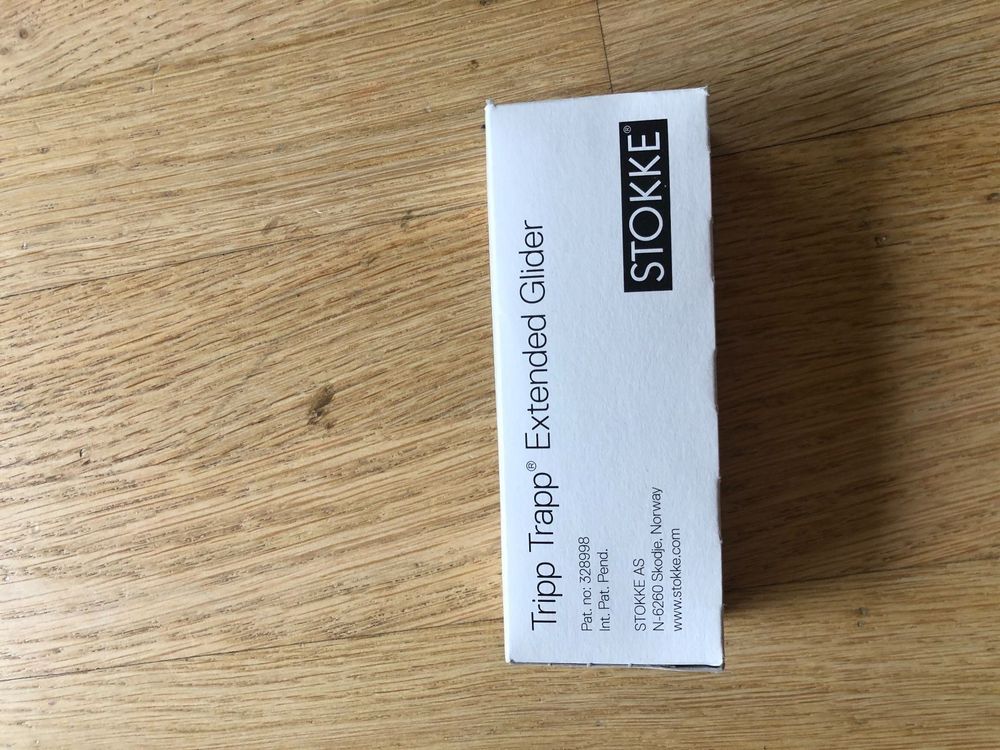 Tripp Trapp® Extended Glider
Pat. no: 328998
Int. Pat. Pend.
STOKKE AS
N-6260 Skodje, Norway
www.stokke.com
STOKKE®